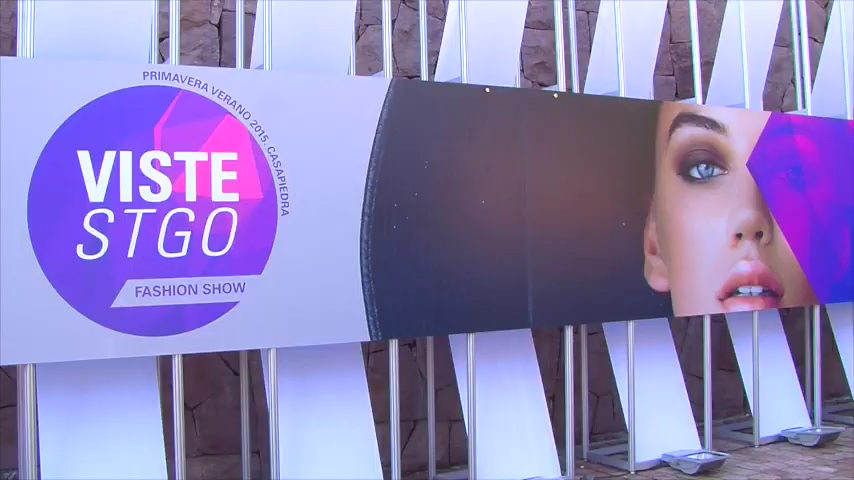 PRIMAVERA VERANO 2015. CASAPIEDRA
VISTE
STGO
FASHION SHOW